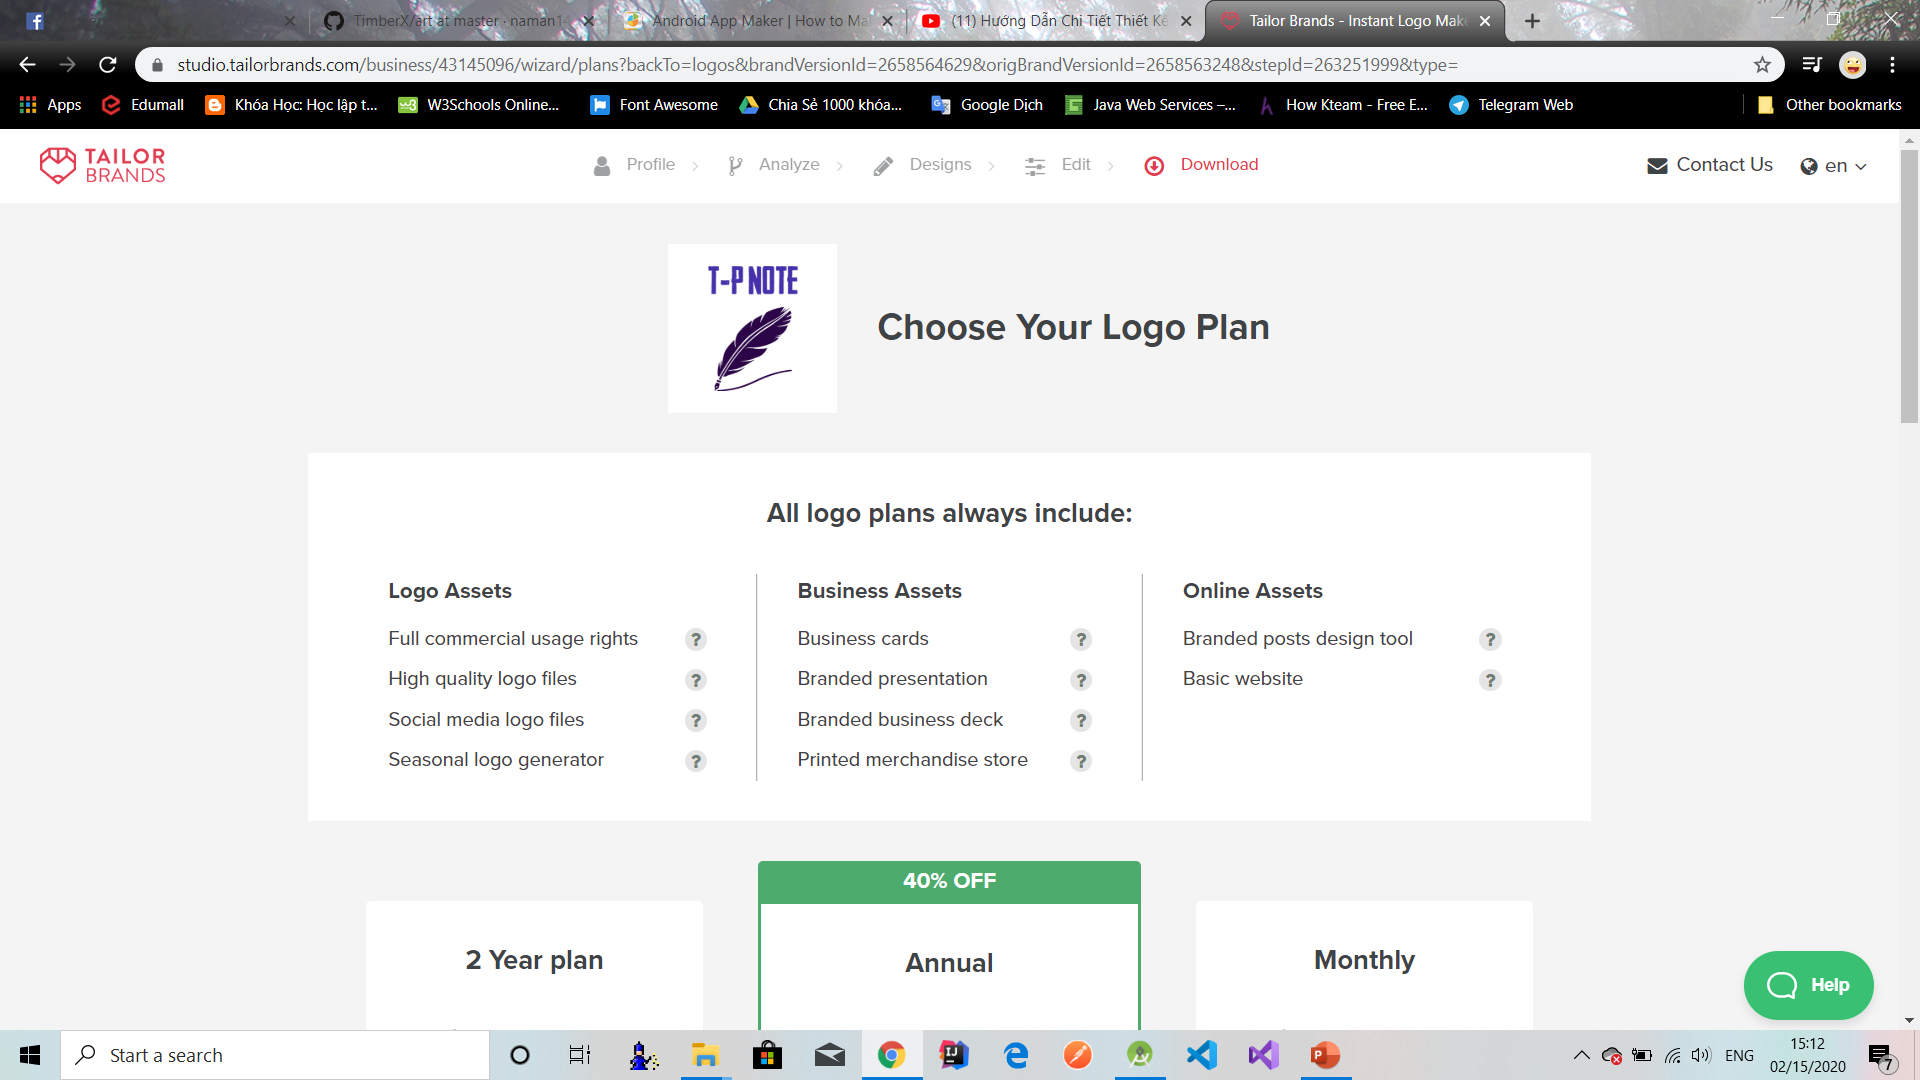 TimberX/art at master · naman14
Android App Maker | How to Ma
(11) Hướng Dẫn Chi Tiết Thiết Kế
Tailor Brands - Instant Logo Make
studio.tailorbrands.com/business/43145096/wizard/plans?backTo=logos&brandVersionId=2658564629&origBrandVersionId=2658563248&stepId=263251999&type=
Apps
Edumall
Khóa Học: Học lập t...
W3Schools Online...
Font Awesome
Chia Sẻ 1000 khóa...
Google Dịch
Java Web Services –...
How Kteam - Free E...
Telegram Web
Other bookmarks
TAILOR
BRANDS
Profile
Analyze
Designs
Edit
Download
Contact Us
en
T-P NOTE
Choose Your Logo Plan
All logo plans always include:
Logo Assets
Full commercial usage rights ?
High quality logo files ?
Social media logo files ?
Seasonal logo generator ?
Business Assets
Business cards ?
Branded presentation ?
Branded business deck ?
Printed merchandise store ?
Online Assets
Branded posts design tool ?
Basic website ?
40% OFF
2 Year plan
Annual
Monthly
Help
Start a search
ENG
15:12
02/15/2020
7